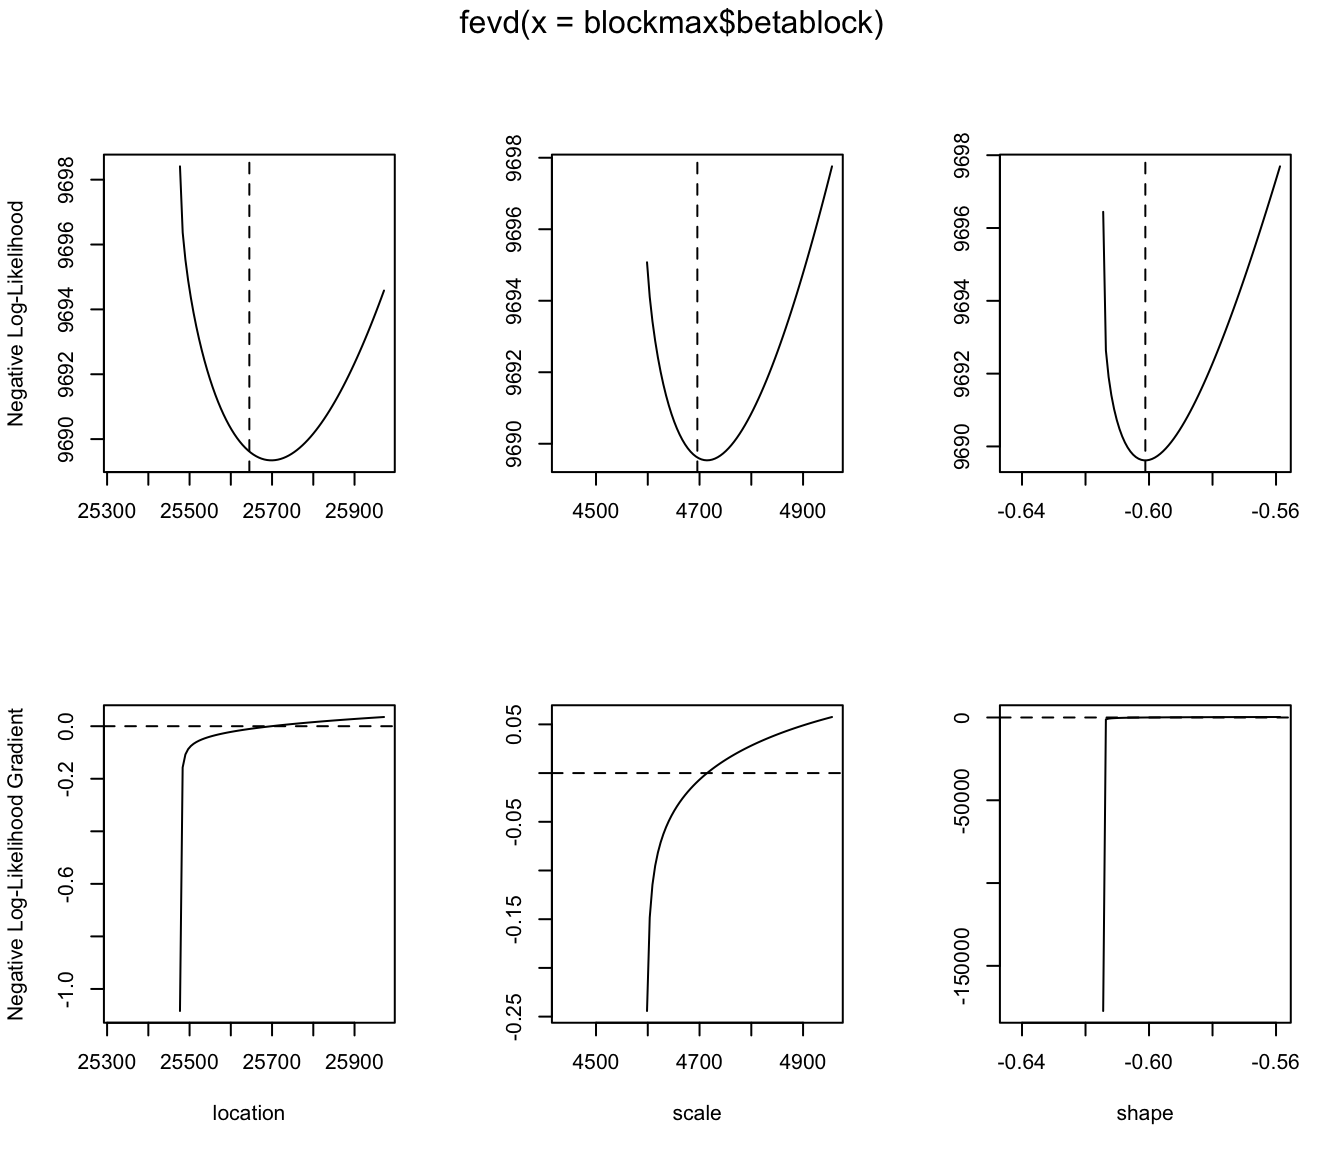 fevd(x = blockmax$betablock)
Negative Log-Likelihood
9690 9692 9694 9696 9698
25300 25500 25700 25900
9690 9692 9694 9696 9698
4500 4700 4900
9690 9692 9694 9696 9698
-0.64 -0.60 -0.56
Negative Log-Likelihood Gradient
-1.0 -0.6 -0.2 0.0
25300 25500 25700 25900
location
-0.25 -0.15 -0.05 0.05
4500 4700 4900
scale
-150000 -50000 0
-0.64 -0.60 -0.56
shape